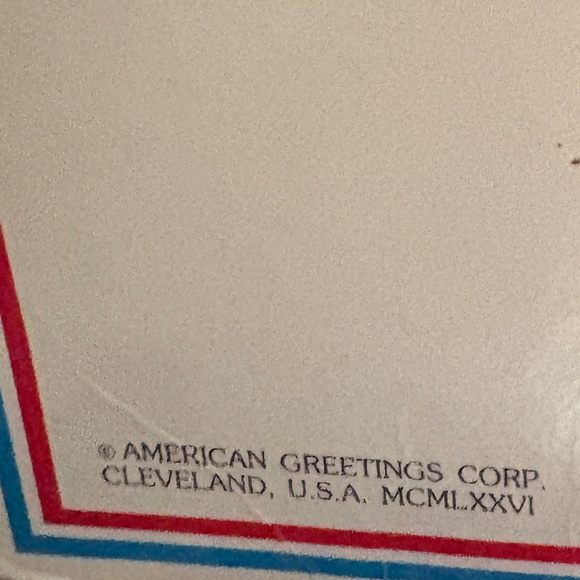 © AMERICAN GREETINGS CORP.
CLEVELAND, U.S.A. MCMLXXVI